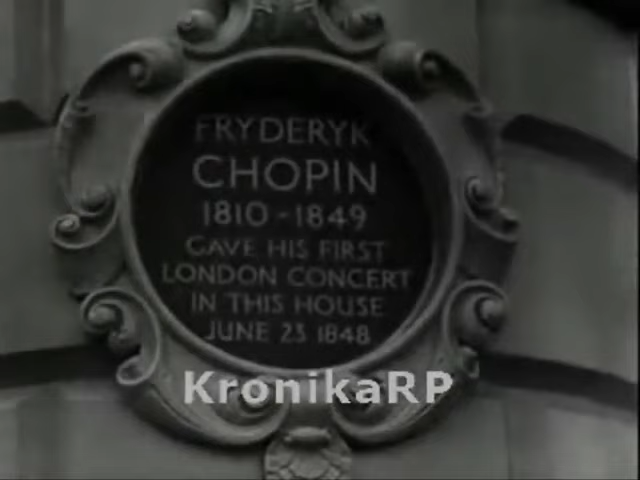 FRYDERYK
CHOPIN
1810-1849
GAVE HIS FIRST
LONDON CONCERT
IN THIS HOUSE
JUNE 23 1848
KronikaRP